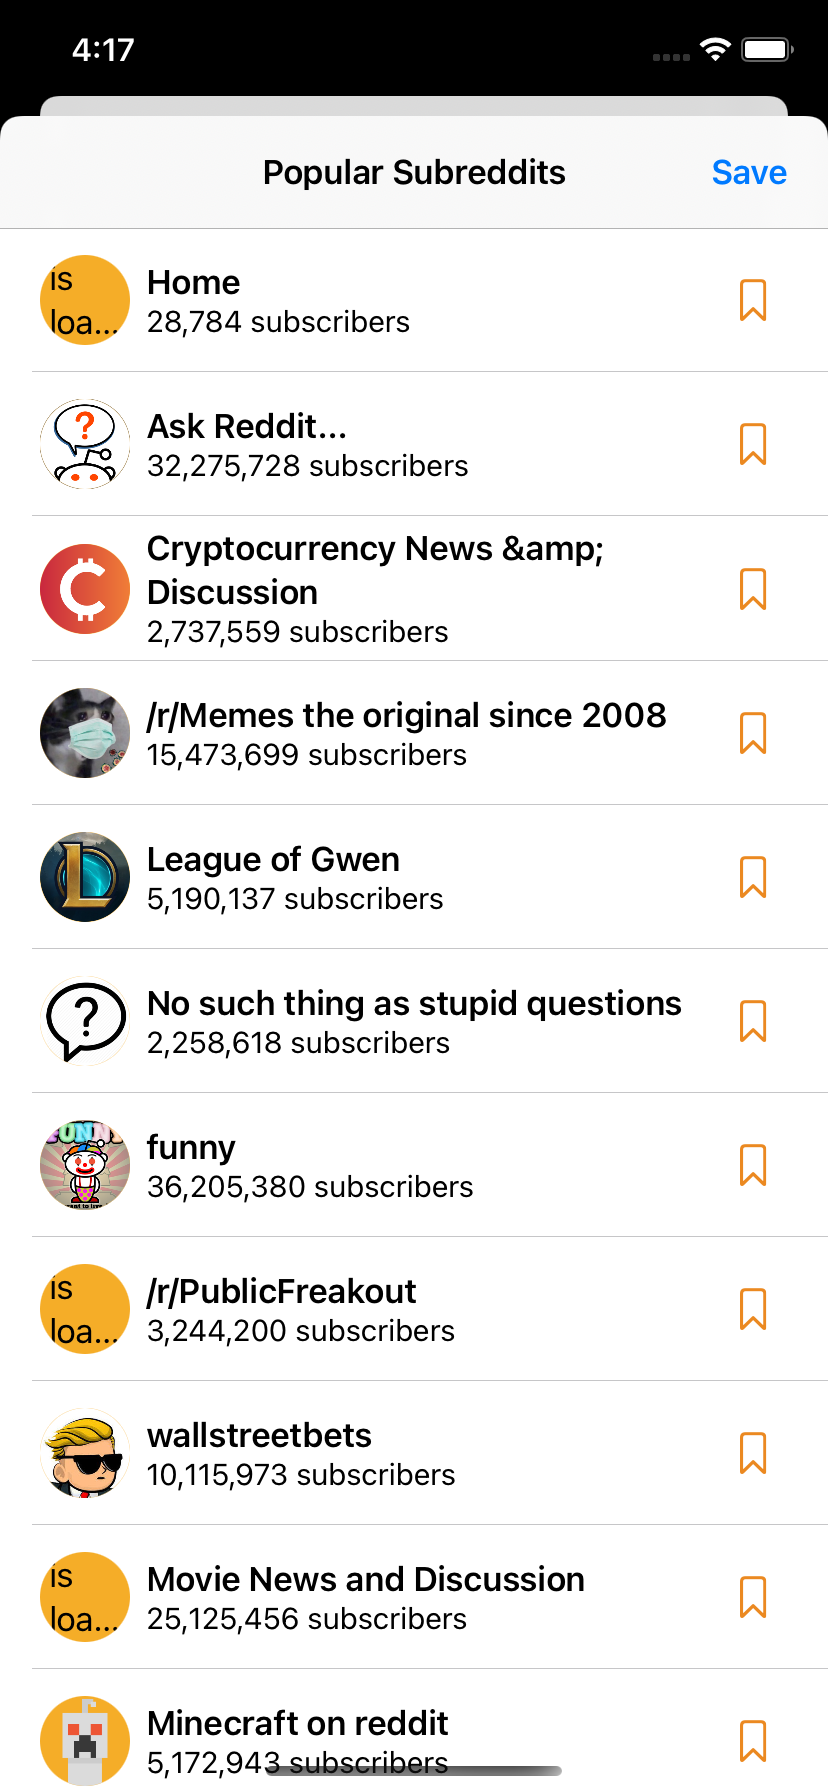 4:17
Popular Subreddits
Save
is
loa...
Home
28,784 subscribers
?
Ask Reddit...
32,275,728 subscribers
Cryptocurrency News &amp;
Discussion
2,737,559 subscribers
/r/Memes the original since 2008
15,473,699 subscribers
L
League of Gwen
5,190,137 subscribers
?
No such thing as stupid questions
2,258,618 subscribers
FUNNY
funny
36,205,380 subscribers
is
loa...
/r/PublicFreakout
3,244,200 subscribers
wallstreetbets
10,115,973 subscribers
is
loa...
Movie News and Discussion
25,125,456 subscribers
Minecraft on reddit
5,172,943 subscribers